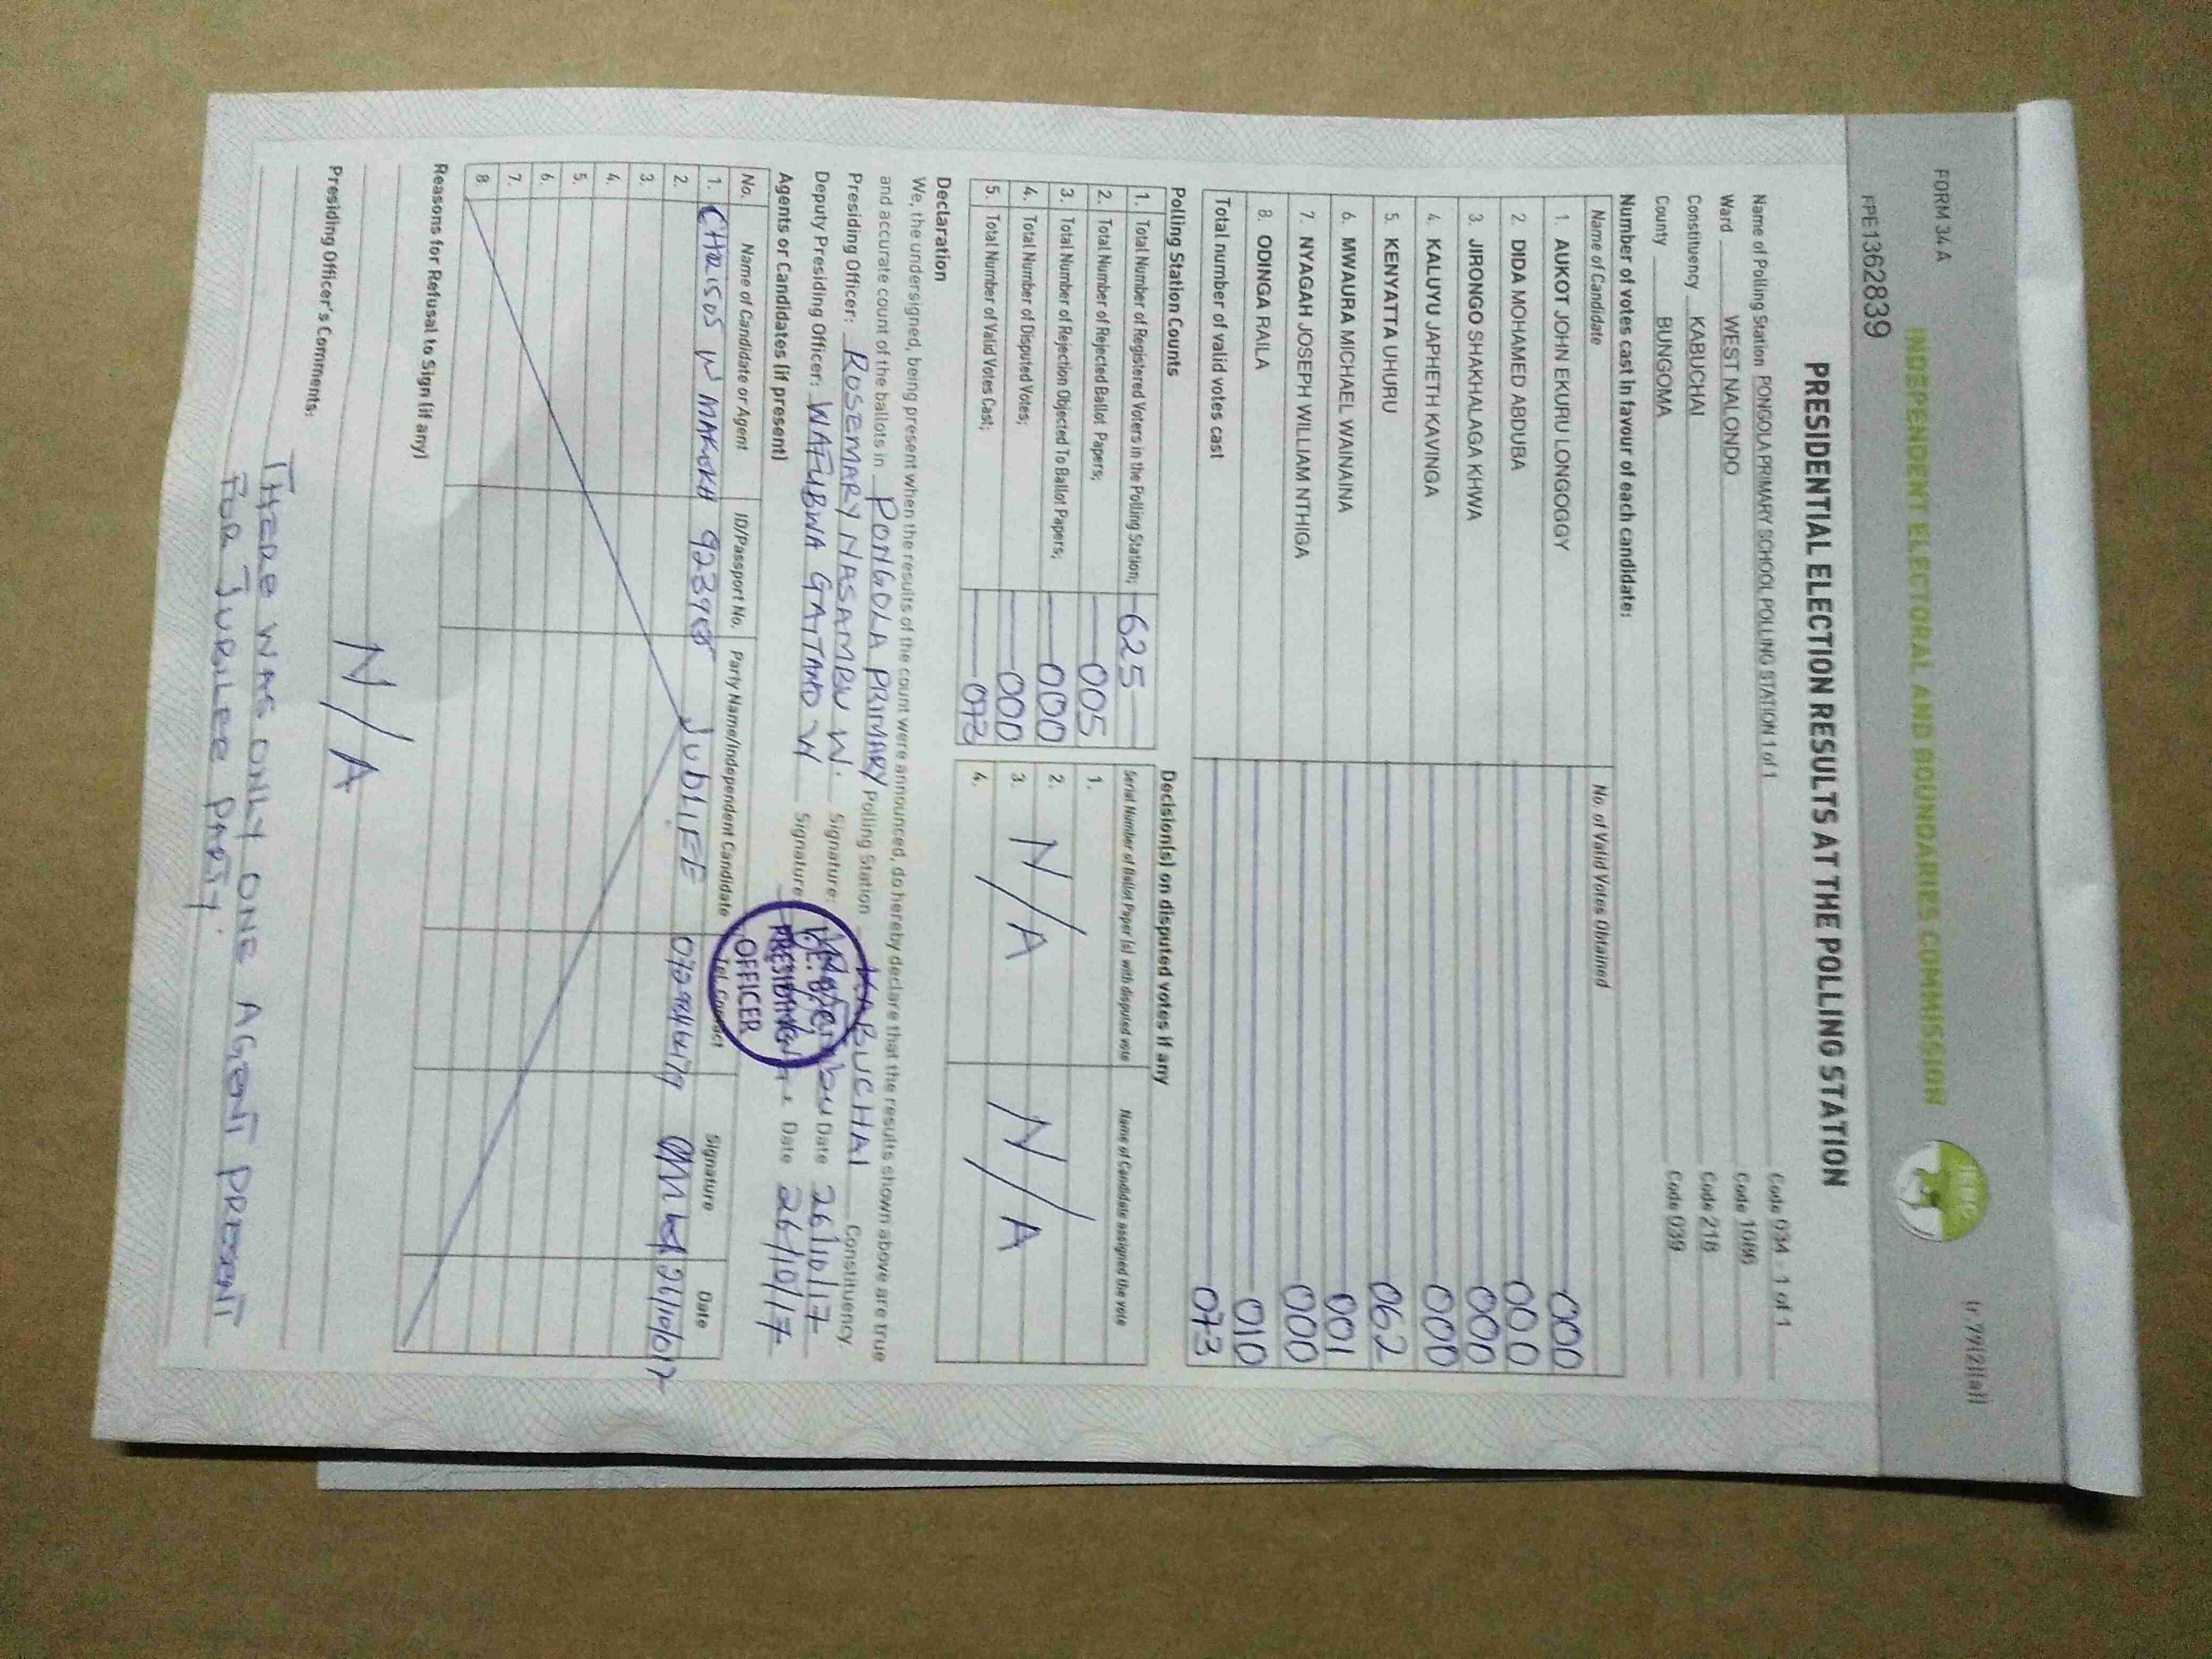 FORM 34 A
(r.79(2)(a))
INDEPENDENT ELECTORAL AND BOUNDARIES COMMISSION
IEBC
FPE1362839
PRESIDENTIAL ELECTION RESULTS AT THE POLLING STATION
Name of Polling Station PONGOLA PRIMARY SCHOOL POLLING STATION 1 of 1 Code 034 - 1 of 1
Ward WEST NALONDO Code 1086
Constituency KABUCHAI Code 218
County BUNGOMA Code 039
Number of votes cast in favour of each candidate:
Name of Candidate No. of Valid Votes Obtained
1. AUKOT JOHN EKURU LONGOGGY 000
2. DIDA MOHAMED ABDUBA 000
3. JIRONGO SHAKHALAGA KHWA 000
4. KALUYU JAPHETH KAVINGA 000
5. KENYATTA UHURU 062
6. MWAURA MICHAEL WAINAINA 001
7. NYAGAH JOSEPH WILLIAM NTHIGA 000
8. ODINGA RAILA 010
Total number of valid votes cast 073
Polling Station Counts
1. Total Number of Registered Voters in the Polling Station; 625
2. Total Number of Rejected Ballot Papers; 005
3. Total Number of Rejection Objected To Ballot Papers; 000
4. Total Number of Disputed Votes; 000
5. Total Number of Valid Votes Cast; 073
Decision(s) on disputed votes if any
Serial Number of Ballot Paper (s) with disputed vote Name of Candidate assigned the vote
1.
2.
3. N/A N/A
4.
Declaration
We, the undersigned, being present when the results of the count were announced, do hereby declare that the results shown above are true
and accurate count of the ballots in PONGOLA PRIMARY Polling Station KABUCHAI Constituency.
Presiding Officer: ROSEMARY NASAMBU W. Signature: Date 26/10/17
Deputy Presiding Officer: WAFUBWA GAITANO W Signature: Date 26/10/17
PRESIDING
OFFICER
Agents or Candidates (if present)
No. Name of Candidate or Agent ID/Passport No. Party Name/Independent Candidate Tel. Contact Signature Date
1. W MAKOKHA JUBLIEE
2.
3.
4.
5.
6.
7.
8.
Reasons for Refusal to Sign (if any)
N/A
Presiding Officer's Comments:
THERE WAS ONLY ONE AGENT PRESENT
FOR JUBILEE PARTY.